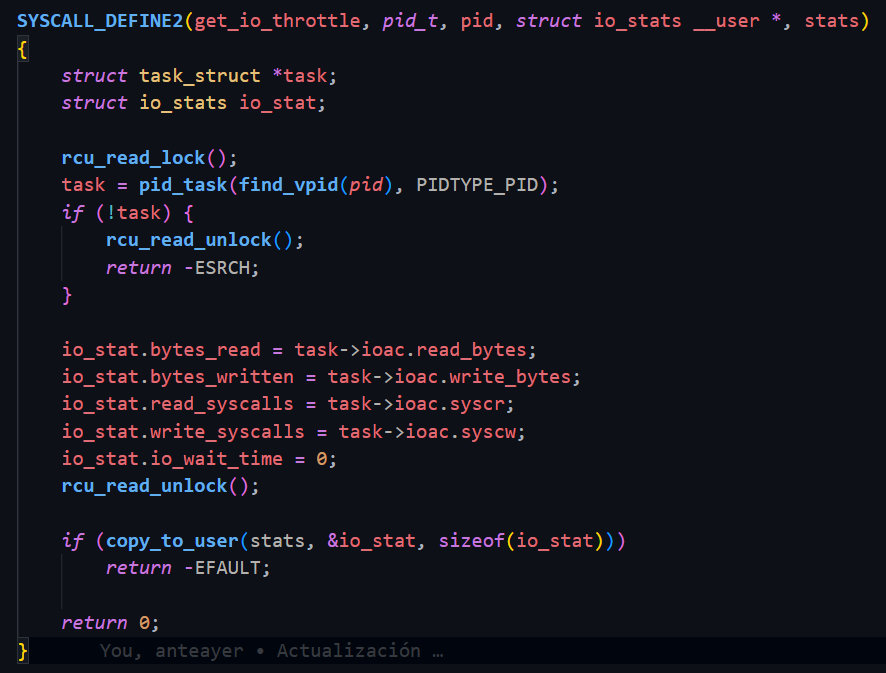 SYSCALL_DEFINE2(get_io_throttle, pid_t, pid, struct io_stats __user *, stats)
{
    struct task_struct *task;
    struct io_stats io_stat;

    rcu_read_lock();
    task = pid_task(find_vpid(pid), PIDTYPE_PID);
    if (!task) {
        rcu_read_unlock();
        return -ESRCH;
    }

    io_stat.bytes_read = task->ioac.read_bytes;
    io_stat.bytes_written = task->ioac.write_bytes;
    io_stat.read_syscalls = task->ioac.syscr;
    io_stat.write_syscalls = task->ioac.syscw;
    io_stat.io_wait_time = 0;
    rcu_read_unlock();

    if (copy_to_user(stats, &io_stat, sizeof(io_stat)))
        return -EFAULT;

    return 0;
}       You, anteayer • Actualización …